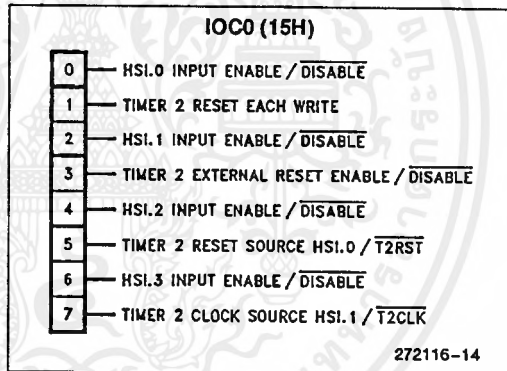 IOC0 (15H)
0 HSI.0 INPUT ENABLE / DISABLE
1 TIMER 2 RESET EACH WRITE
2 HSI.1 INPUT ENABLE / DISABLE
3 TIMER 2 EXTERNAL RESET ENABLE / DISABLE
4 HSI.2 INPUT ENABLE / DISABLE
5 TIMER 2 RESET SOURCE HSI.0 / T2RST
6 HSI.3 INPUT ENABLE / DISABLE
7 TIMER 2 CLOCK SOURCE HSI.1 / T2CLK
272116-14